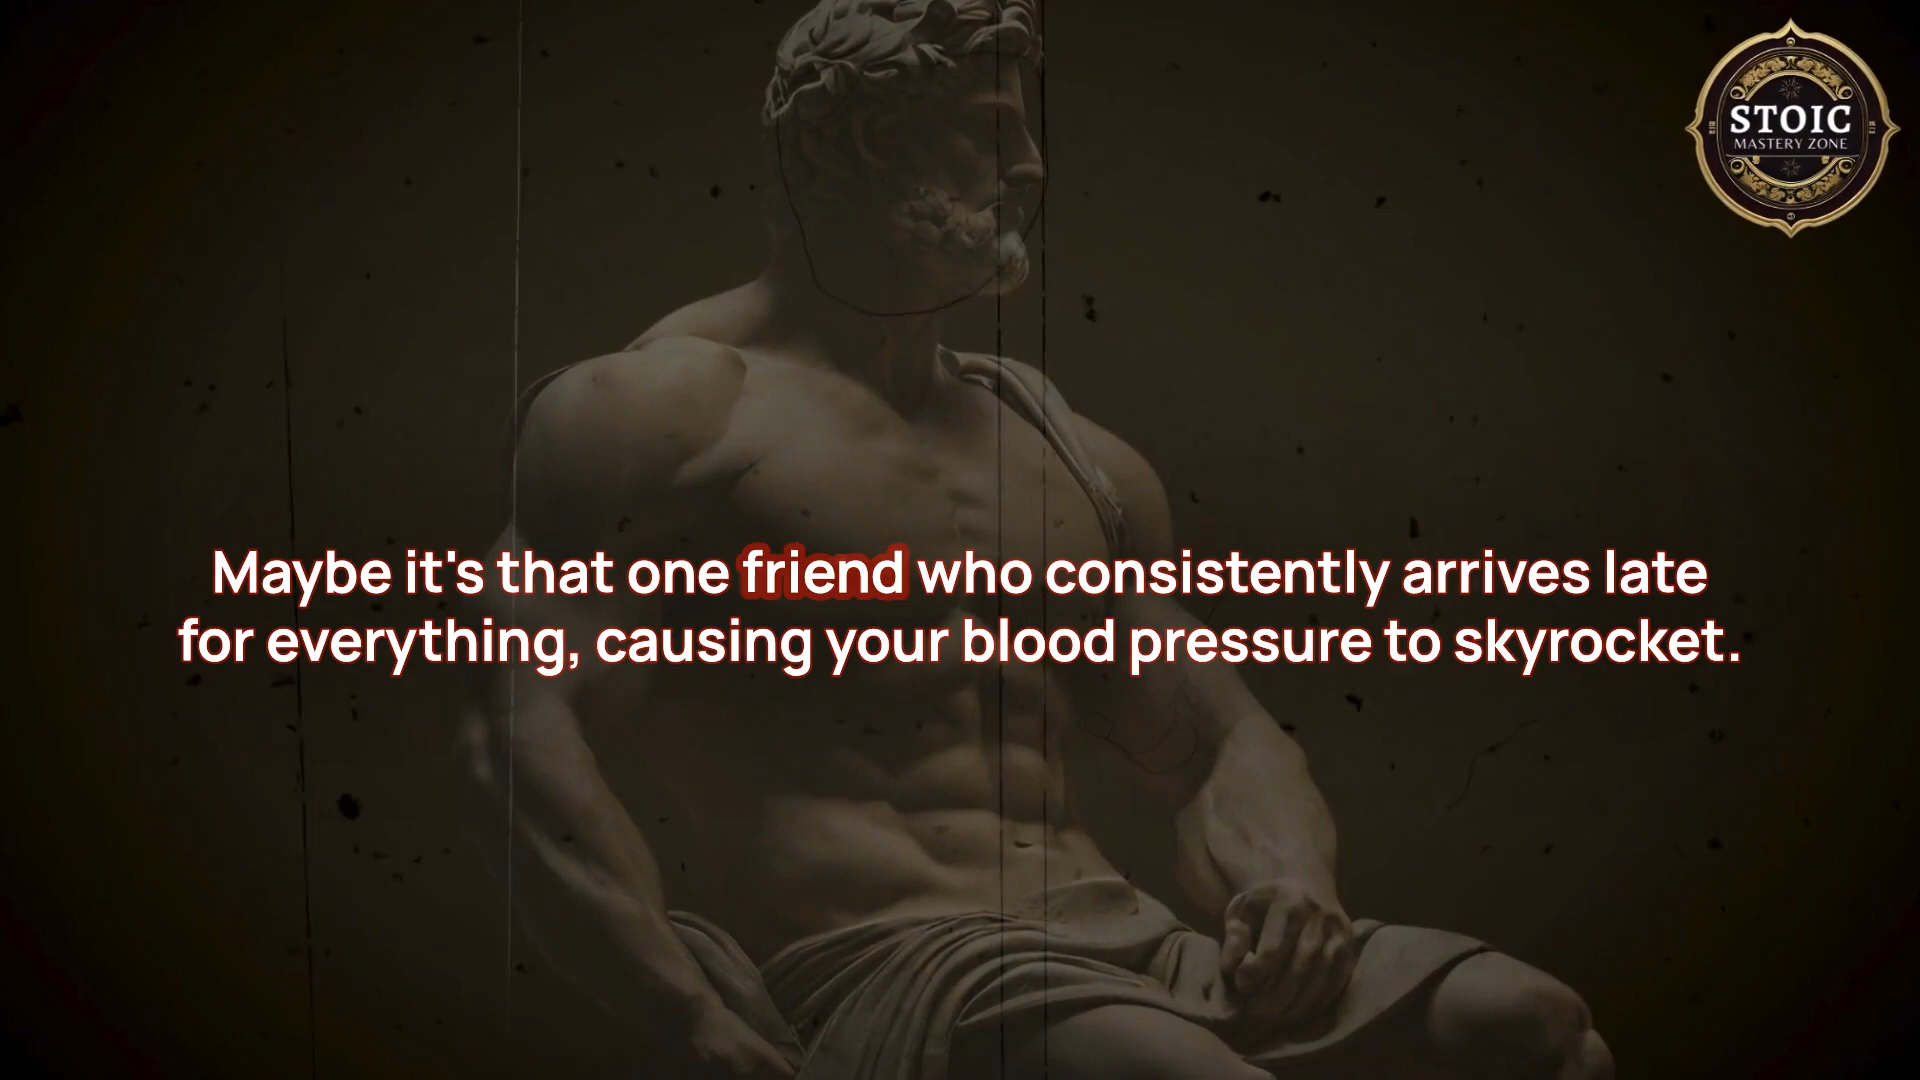 STOIC
MASTERY ZONE
Maybe it's that one friend who consistently arrives late
for everything, causing your blood pressure to skyrocket.